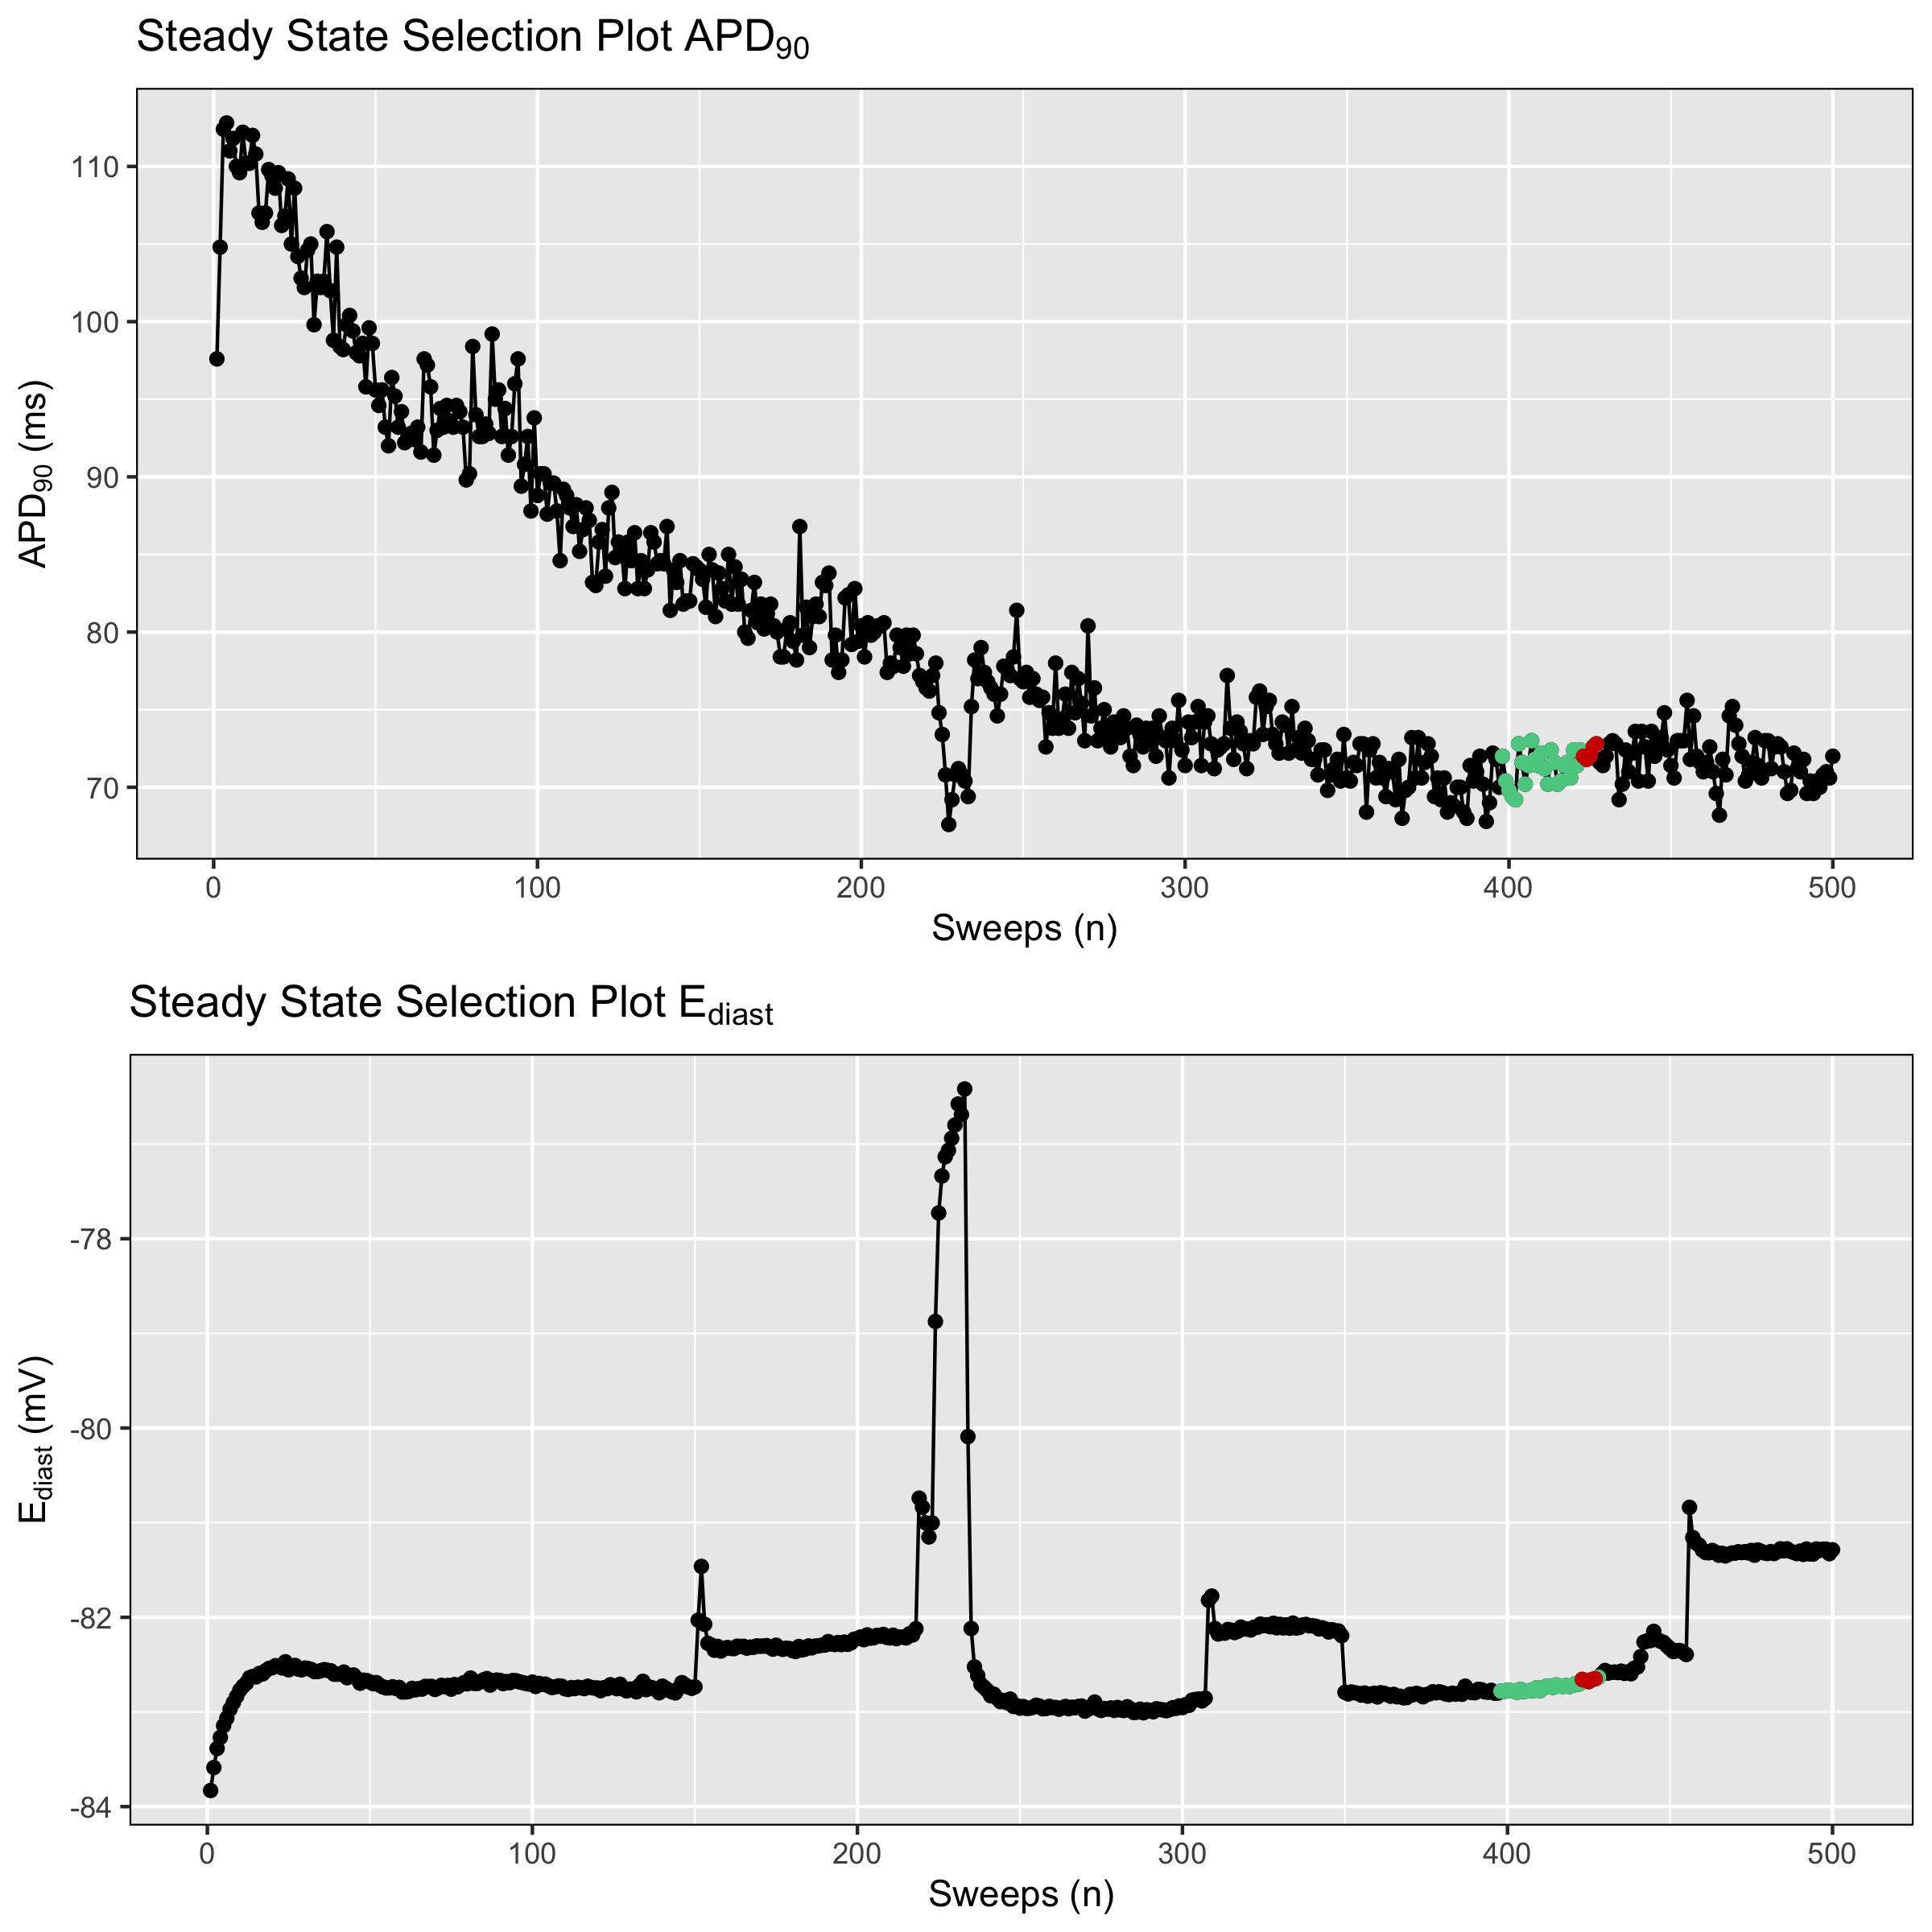 Steady State Selection Plot APD90
110
100
90
80
70
APD90 (ms)
0 100 200 300 400 500
Sweeps (n)
Steady State Selection Plot Ediast
-78
-80
-82
-84
Ediast (mV)
0 100 200 300 400 500
Sweeps (n)